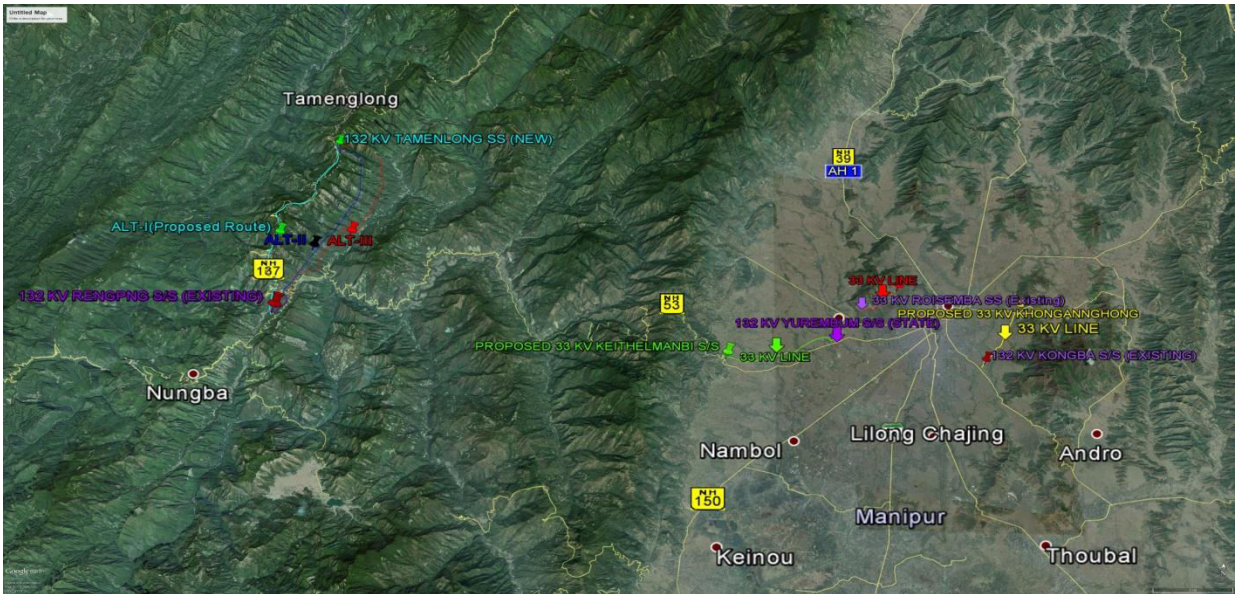 Untitled Map
Tamenglong
132 KV TAMENLONG SS (NEW)
NH
39
AH 1
ALT-I(Proposed Route)
ALT-II
ALT-III
NH
137
132 KV RENGPNG S/S (EXISTING)
33 KV LINE
33 KV ROISEMBA SS (Existing)
NH
53
PROPOSED 33 KV KHONGANNGHONG
132 KV YUREMBUM S/S (STATE)
33 KV LINE
PROPOSED 33 KV KEITHELMANBI S/S
33 KV LINE
132 KV KONGBA S/S (EXISTING)
Nungba
Nambol
Lilong Chajing
Andro
NH
150
Manipur
Keinou
Thoubal